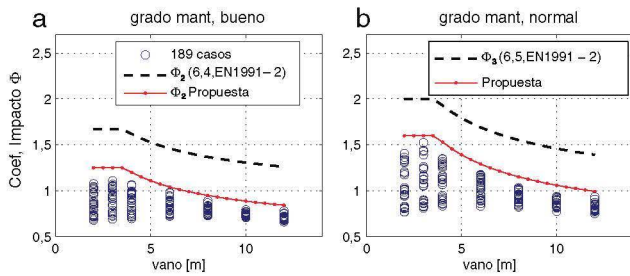 a
grado mant, bueno
Coef, Impacto Φ
2,5
2
1,5
1
0,5
0
5
10
vano [m]
189 casos
Φ₂ (6,4,EN1991–2)
Φ₂ Propuesta
b
grado mant, normal
2,5
2
1,5
1
0,5
0
5
10
vano [m]
Φ₃ (6,5,EN1991–2)
Propuesta